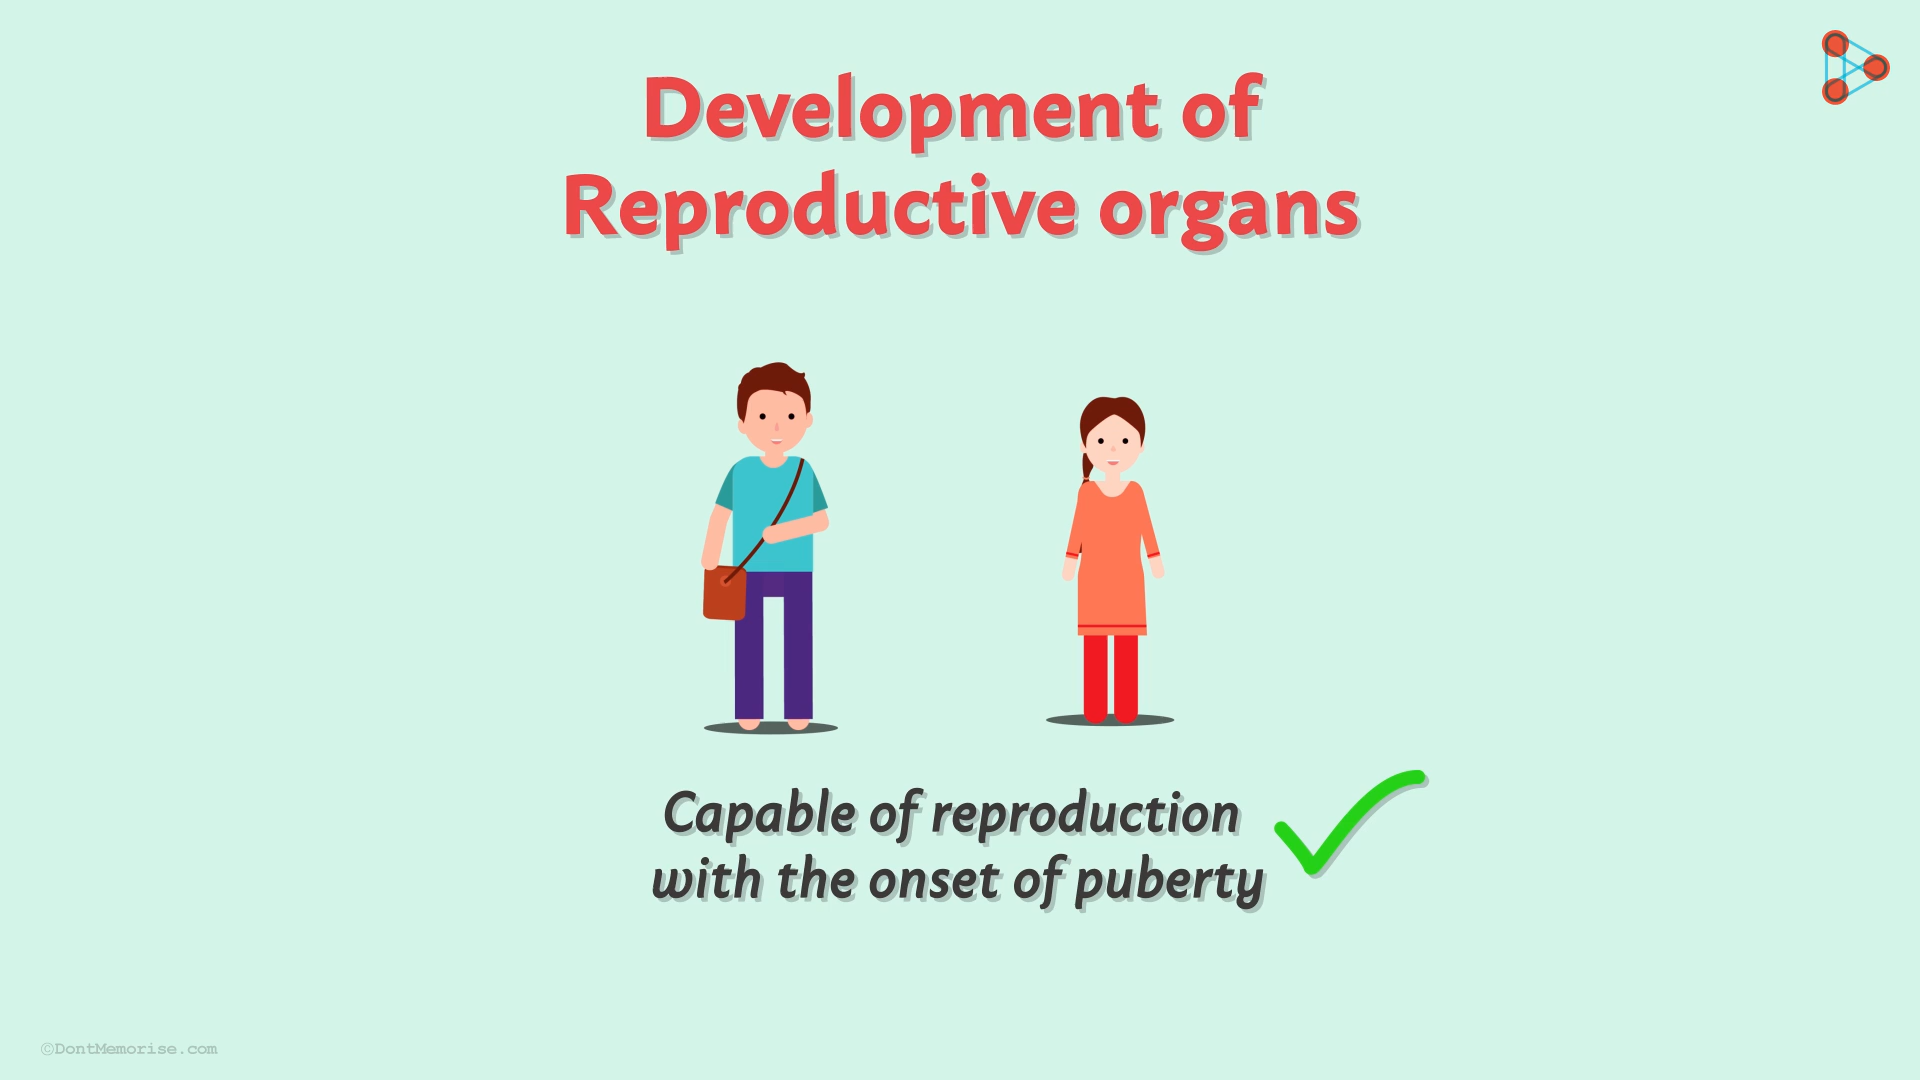 Development of
Reproductive organs
Capable of reproduction
with the onset of puberty
©DontMemorise.com